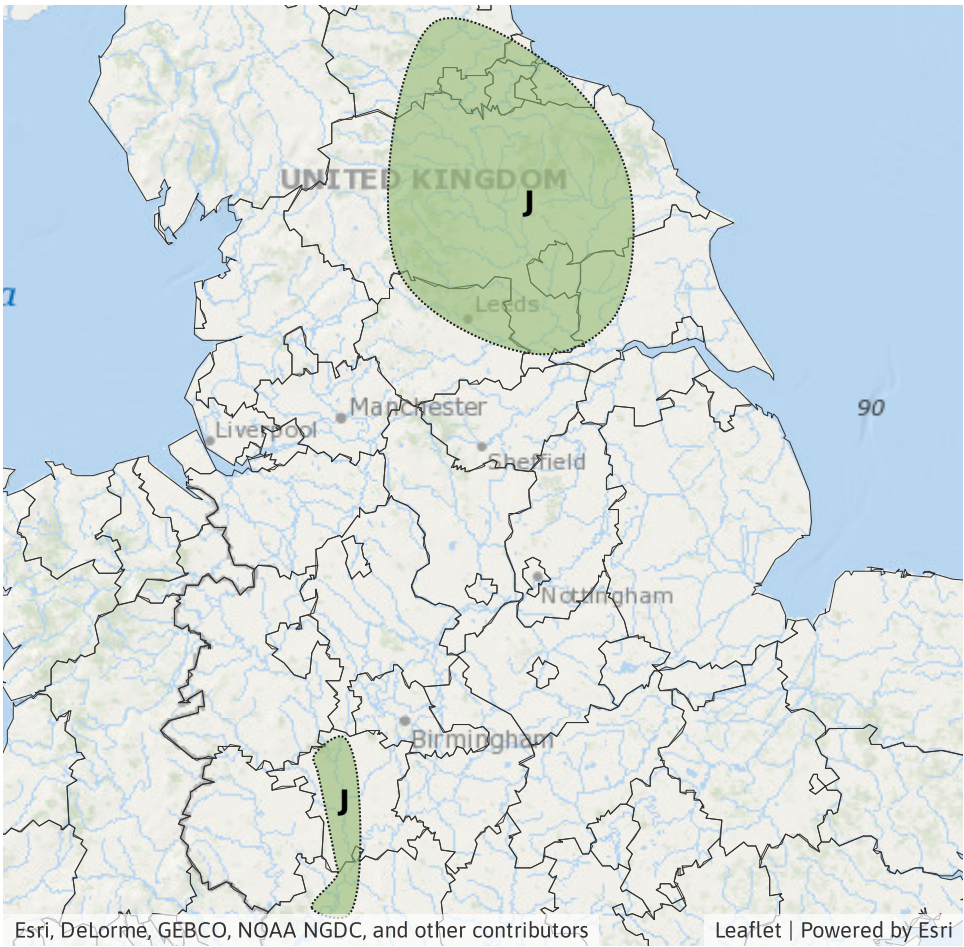 UNITED KINGDOM
J
a
Leeds
Manchester
90
Liverpool
Sheffield
Nottingham
Birmingham
J
Esri, DeLorme, GEBCO, NOAA NGDC, and other contributors
Leaflet | Powered by Esri